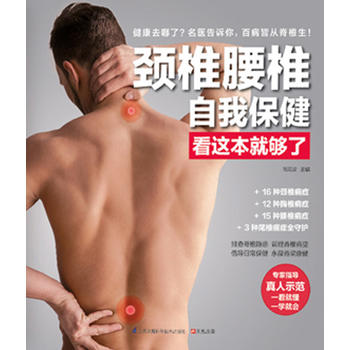 健康去哪了？名医告诉你，百病皆从脊椎生！
颈椎腰椎
自我保健
看这本就够了
主编
+ 16 种颈椎病症
+ 12 种胸椎病症
+ 15 种腰椎病症
+ 3 种尾椎病症全守护
专家指导
真人示范
一看就懂
一学就会